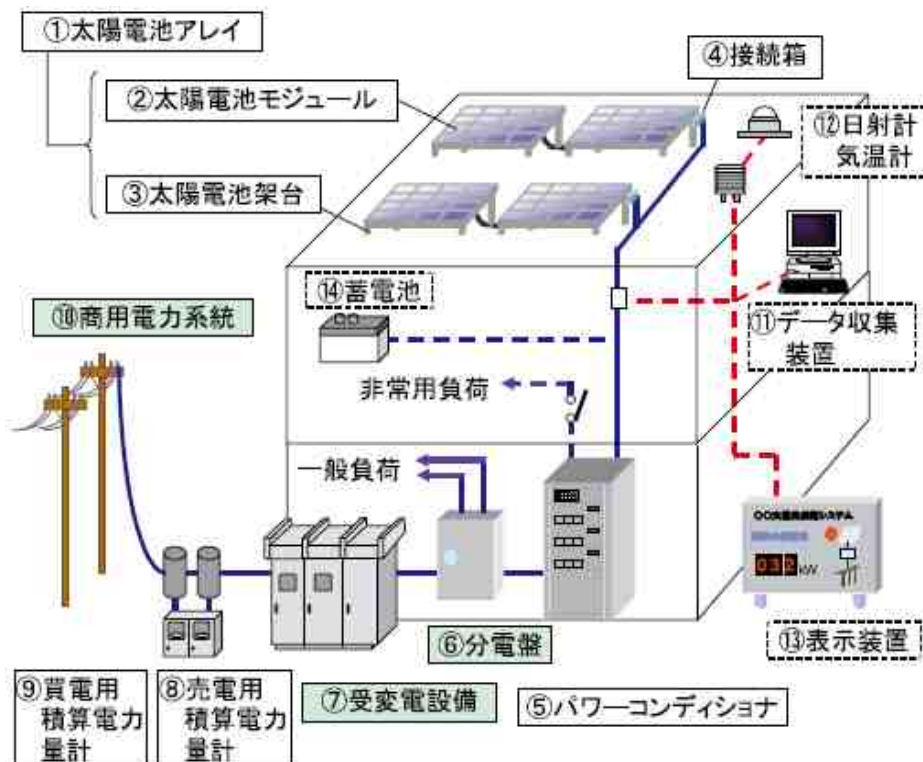 ①太陽電池アレイ
②太陽電池モジュール
③太陽電池架台
④接続箱
⑫日射計
気温計
⑭蓄電池
⑩商用電力系統
⑪データ収集
装置
非常用負荷
一般負荷
システム
032kW
⑥分電盤
⑬表示装置
⑨買電用
積算電力
量計
⑧売電用
積算電力
量計
⑦受変電設備
⑤パワーコンディショナ